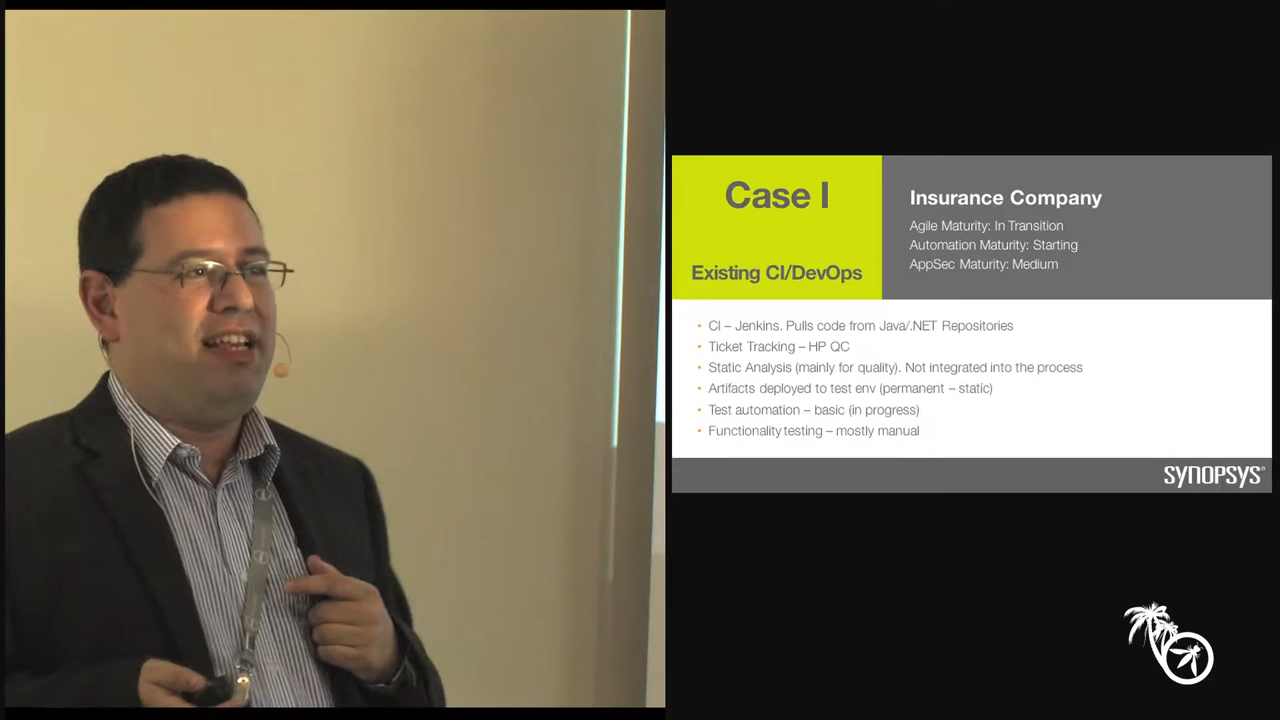 Case I
Existing CI/DevOps
Insurance Company
Agile Maturity: In Transition
Automation Maturity: Starting
AppSec Maturity: Medium
• CI – Jenkins. Pulls code from Java/.NET Repositories
• Ticket Tracking – HP QC
• Static Analysis (mainly for quality). Not integrated into the process
• Artifacts deployed to test env (permanent – static)
• Test automation – basic (in progress)
• Functionality testing – mostly manual
SYNOPSYS®